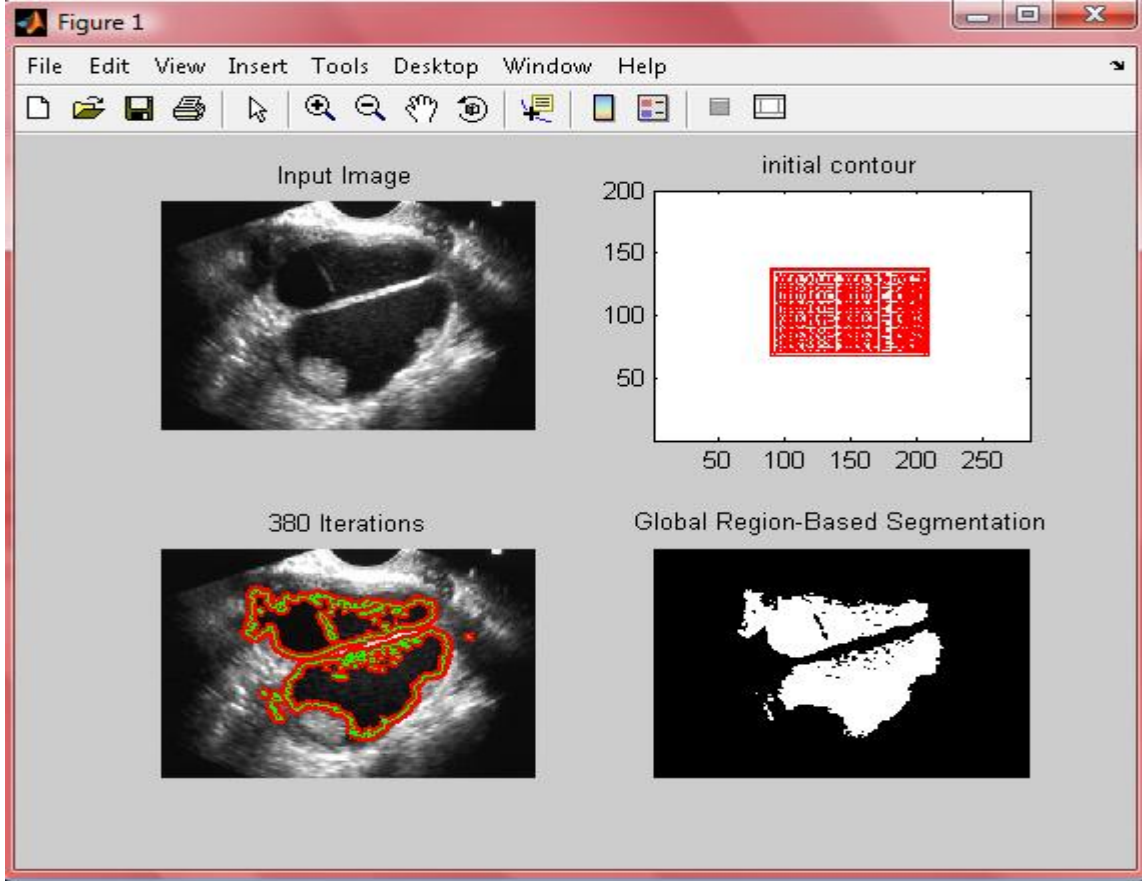 Figure 1
File Edit View Insert Tools Desktop Window Help
Input Image
initial contour
200
150
100
50
50 100 150 200 250
380 Iterations
Global Region-Based Segmentation